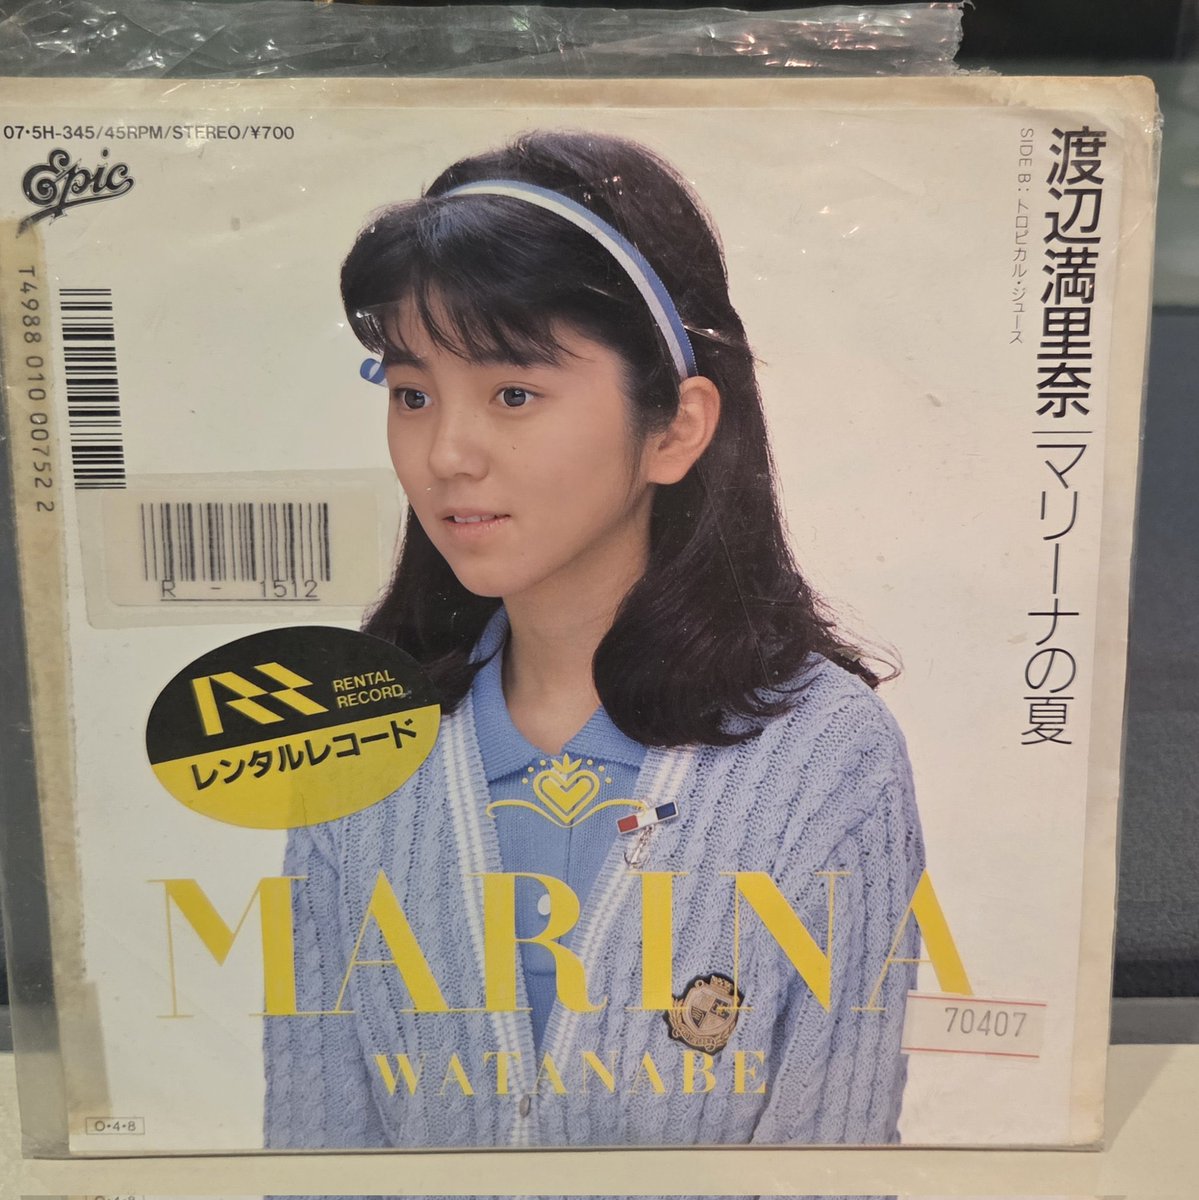 07・5H-345/45RPM/STEREO/¥700
Epic
渡辺満里奈 マリーナの夏
SIDE B：トロピカル・ジュース
T4988 010 00752 2
R - 1512
RENTAL
RECORD
レンタルレコード
MARINA
WATANABE
70407
O・4・8